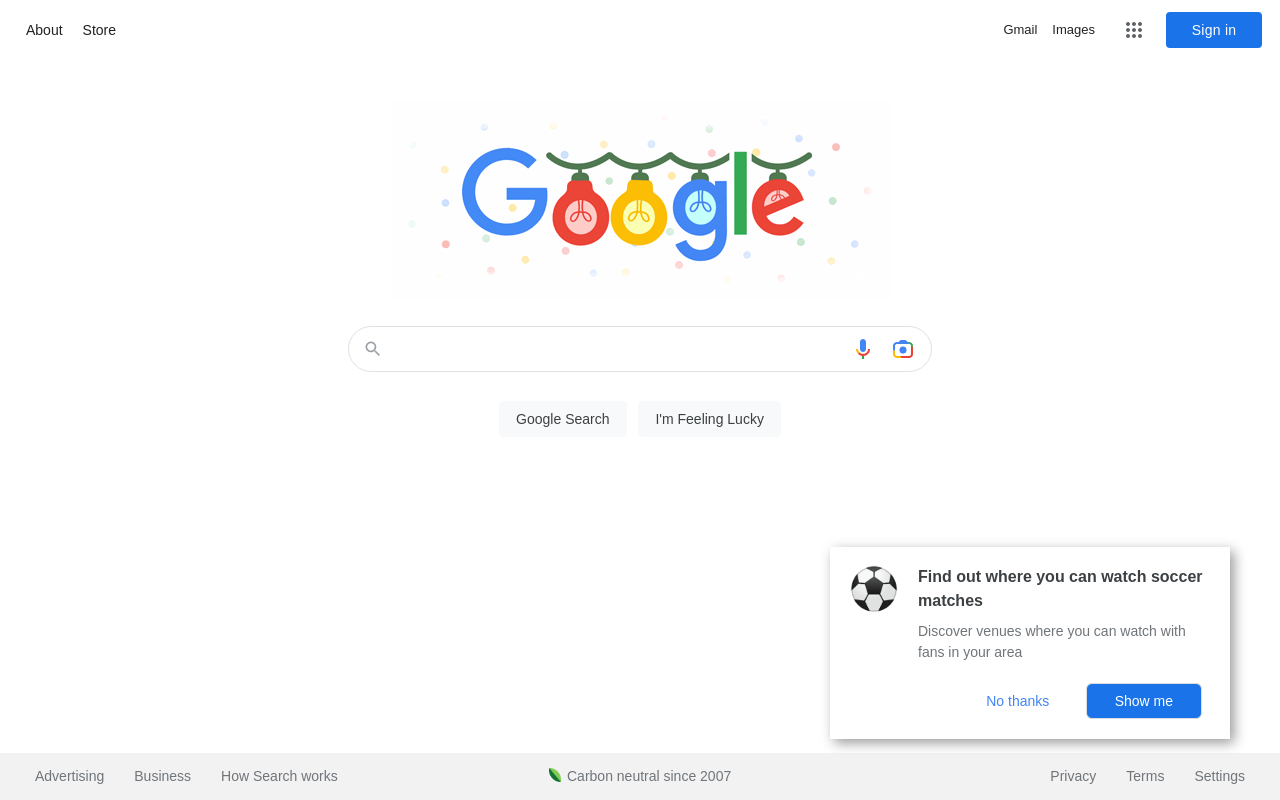 About Store Gmail Images Sign in
Google
Google Search I'm Feeling Lucky
Find out where you can watch soccer
matches
Discover venues where you can watch with
fans in your area
No thanks Show me
Advertising Business How Search works Carbon neutral since 2007 Privacy Terms Settings